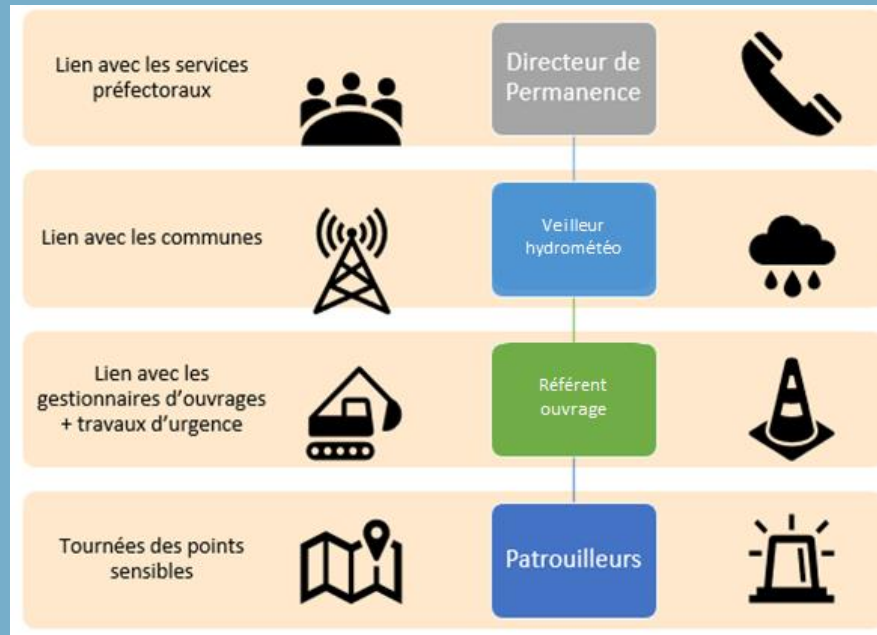 Lien avec les services
préfectoraux
Directeur de
Permanence
Lien avec les communes
Veilleur
hydrométéo
Lien avec les
gestionnaires d’ouvrages
+ travaux d’urgence
Référent
ouvrage
Tournées des points
sensibles
Patrouilleurs